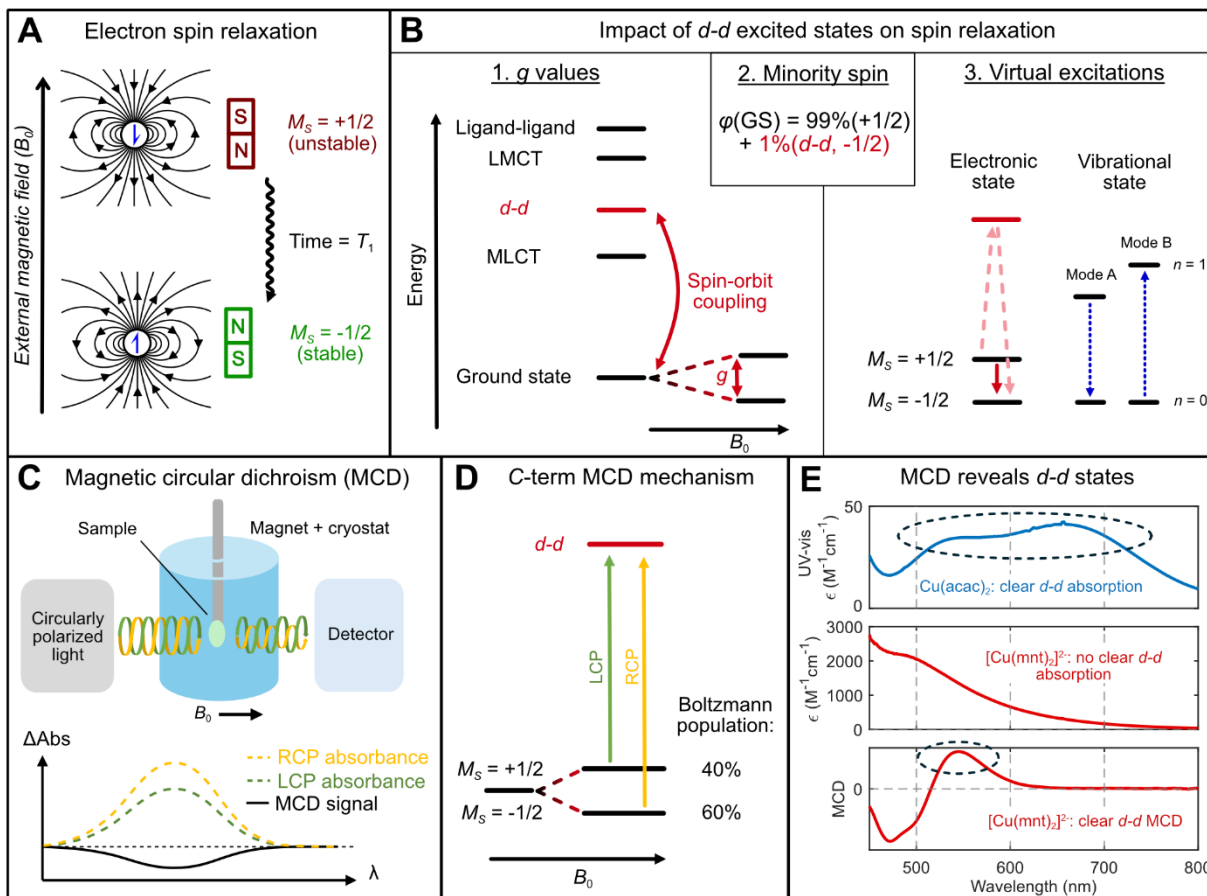 A
Electron spin relaxation
External magnetic field (B₀)
S
N
Mₛ = +1/2
(unstable)
Time = T₁
N
S
Mₛ = -1/2
(stable)
B
Impact of d-d excited states on spin relaxation
1. g values
Energy
Ligand-ligand
LMCT
d-d
MLCT
Spin-orbit
coupling
Ground state
g
B₀
2. Minority spin
φ(GS) = 99%(+1/2)
+ 1%(d-d, -1/2)
3. Virtual excitations
Electronic
state
Vibrational
state
Mode A
Mode B
n = 1
Mₛ = +1/2
Mₛ = -1/2
n = 0
C
Magnetic circular dichroism (MCD)
Sample
Magnet + cryostat
Circularly
polarized
light
Detector
B₀
ΔAbs
RCP absorbance
LCP absorbance
MCD signal
λ
D
C-term MCD mechanism
d-d
LCP
RCP
Boltzmann
population:
Mₛ = +1/2
40%
Mₛ = -1/2
60%
B₀
E
MCD reveals d-d states
UV-vis
ϵ (M⁻¹cm⁻¹)
50
0
Cu(acac)₂: clear d-d absorption
ϵ (M⁻¹cm⁻¹)
3000
2000
1000
0
[Cu(mnt)₂]²⁻: no clear d-d
absorption
MCD
0
[Cu(mnt)₂]²⁻: clear d-d MCD
500
600
700
800
Wavelength (nm)